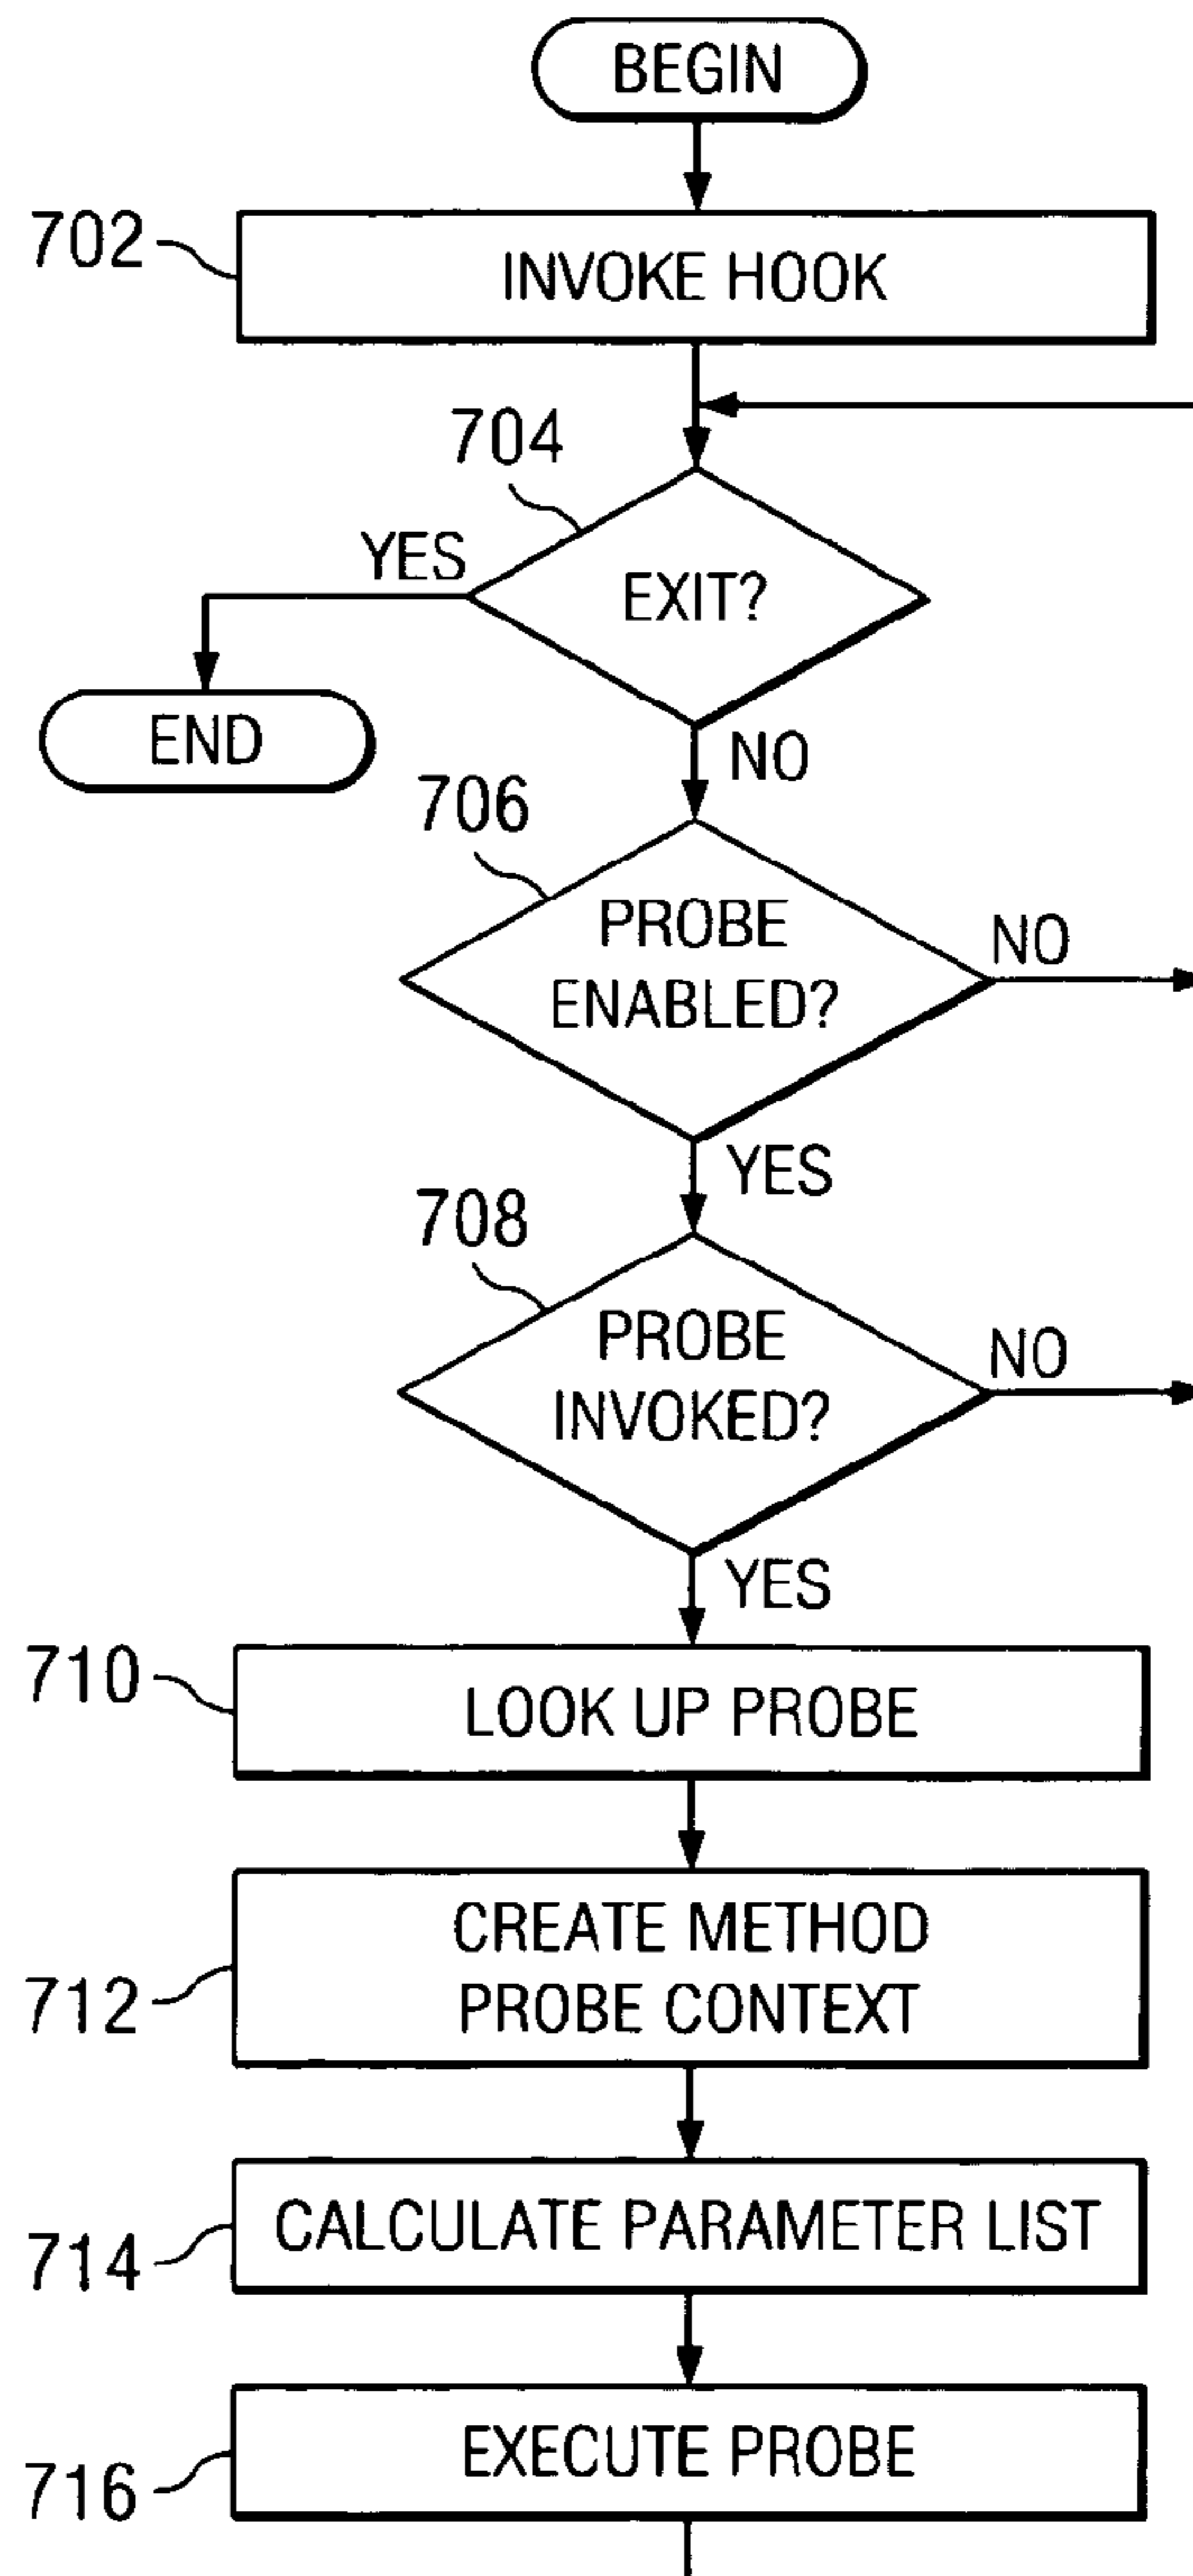 BEGIN
702
INVOKE HOOK
704
YES
EXIT?
END
NO
706
PROBE
ENABLED?
NO
YES
708
PROBE
INVOKED?
NO
YES
710
LOOK UP PROBE
712
CREATE METHOD
PROBE CONTEXT
714
CALCULATE PARAMETER LIST
716
EXECUTE PROBE